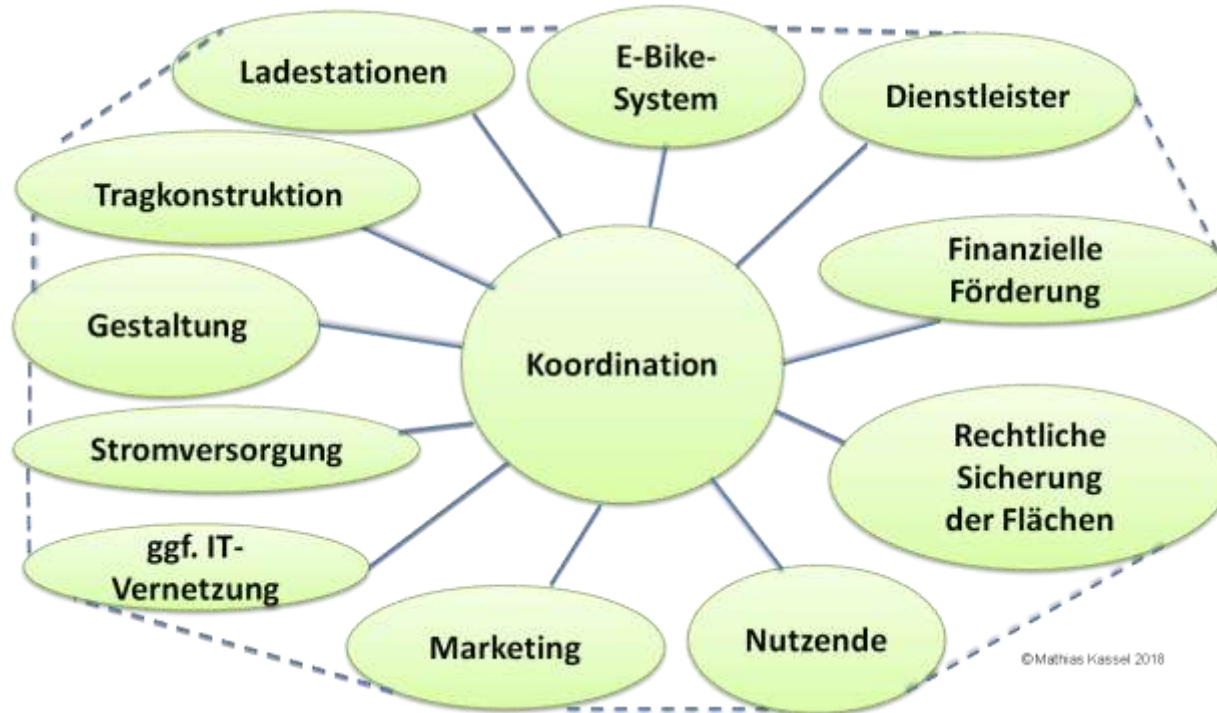 Ladestationen
E-Bike-
System
Dienstleister
Tragkonstruktion
Finanzielle
Förderung
Gestaltung
Koordination
Stromversorgung
Rechtliche
Sicherung
der Flächen
ggf. IT-
Vernetzung
Marketing
Nutzende
©Mathias Kassel 2018